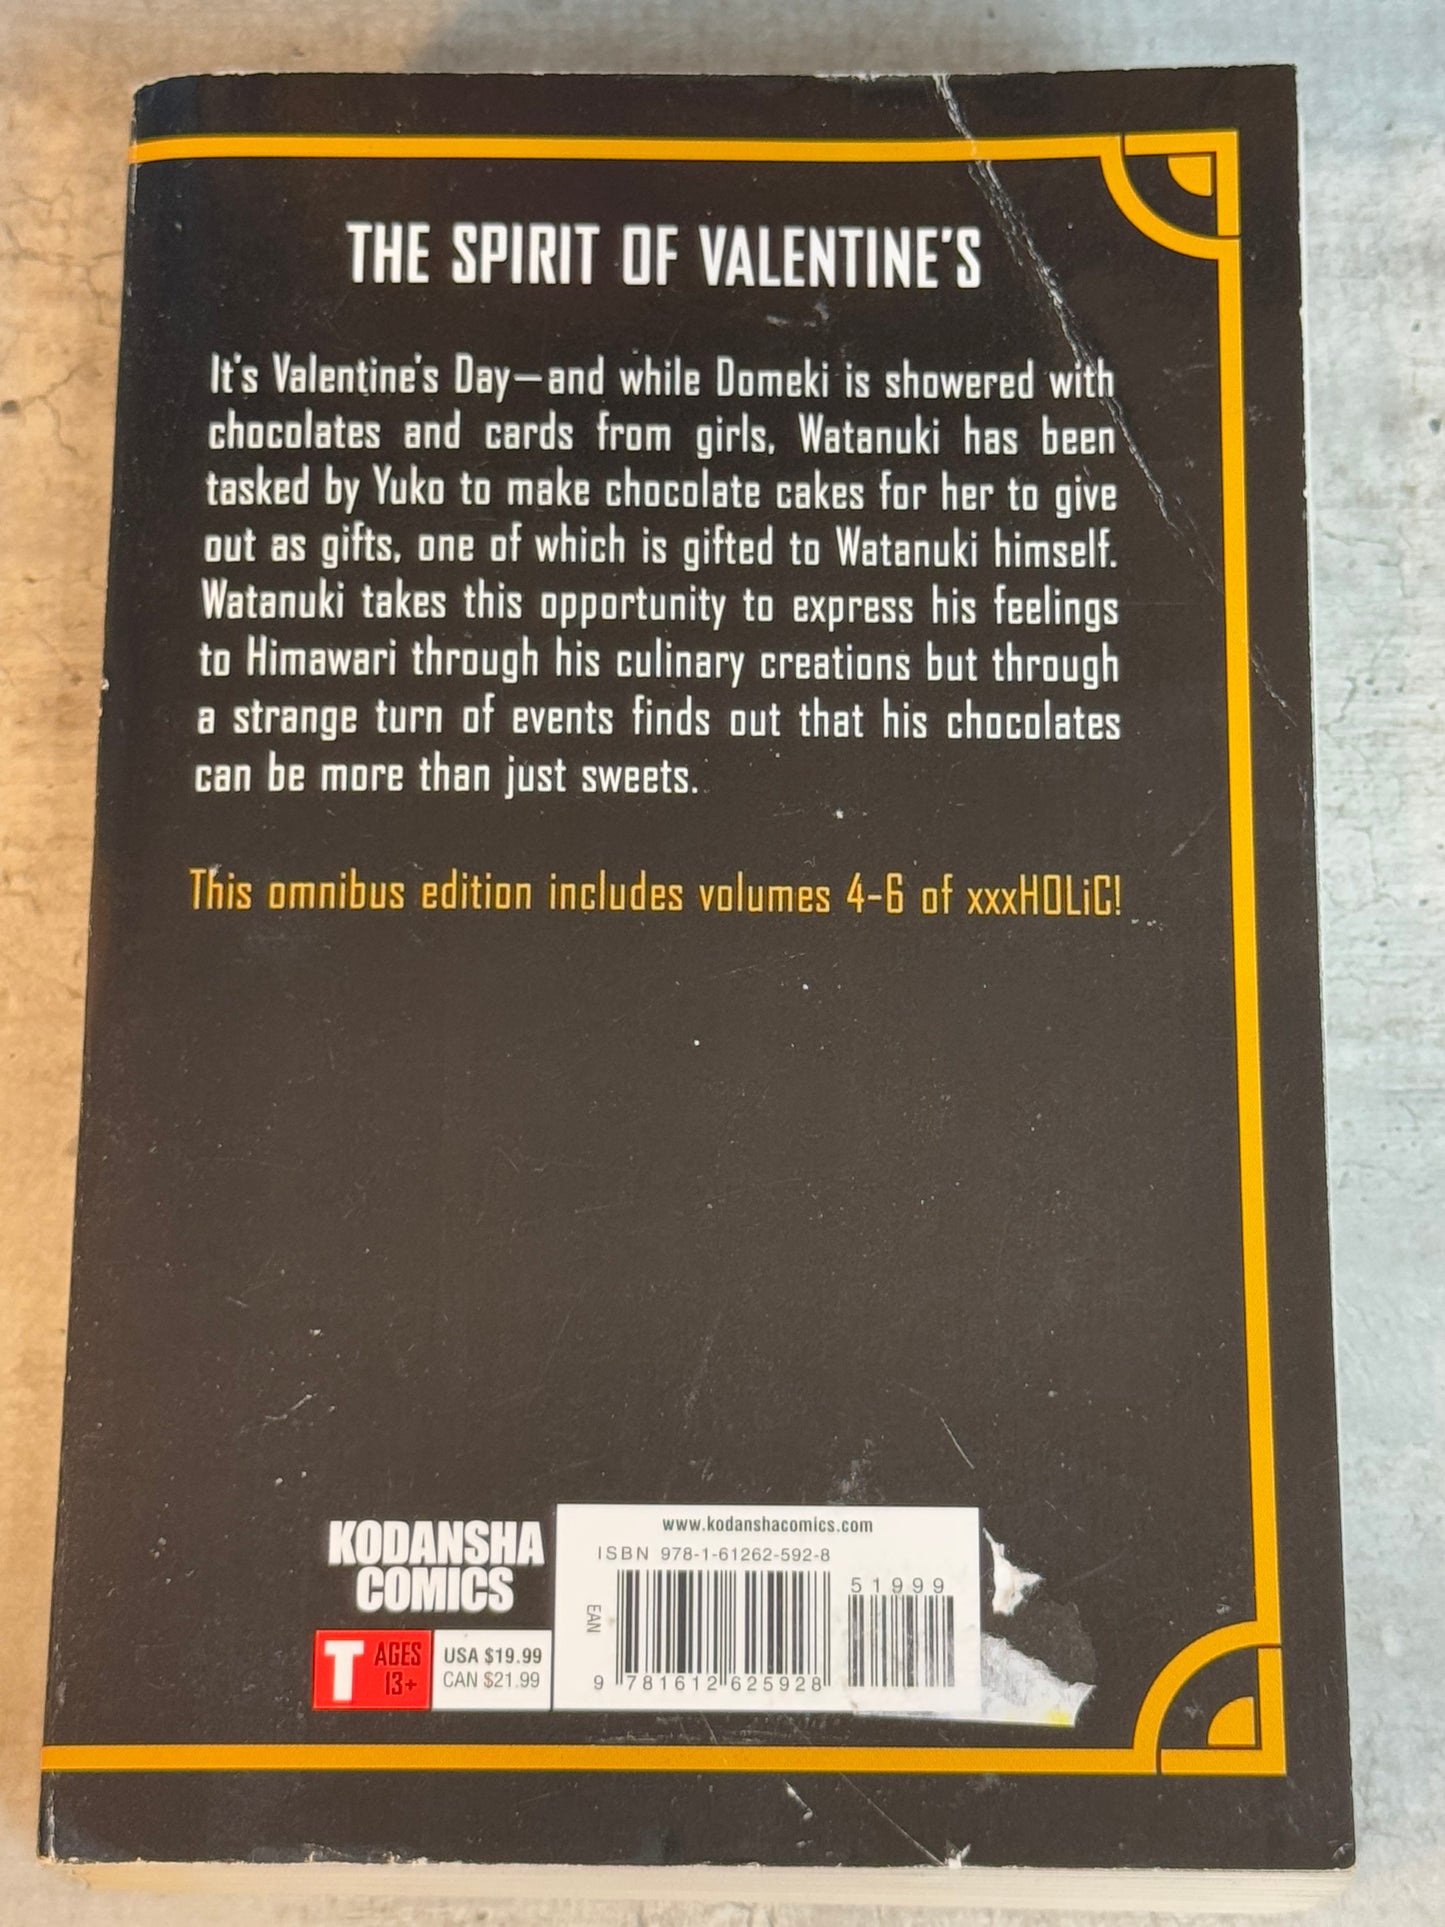 THE SPIRIT OF VALENTINE'S
It's Valentine's Day—and while Domeki is showered with
chocolates and cards from girls, Watanuki has been
tasked by Yuko to make chocolate cakes for her to give
out as gifts, one of which is gifted to Watanuki himself.
Watanuki takes this opportunity to express his feelings
to Himawari through his culinary creations but through
a strange turn of events finds out that his chocolates
can be more than just sweets.
This omnibus edition includes volumes 4-6 of xxxHOLiC!
KODANSHA
COMICS
T AGES
13+
USA $19.99
CAN $21.99
www.kodanshacomics.com
ISBN 978-1-61262-592-8
51999
EAN
9 781612 625928